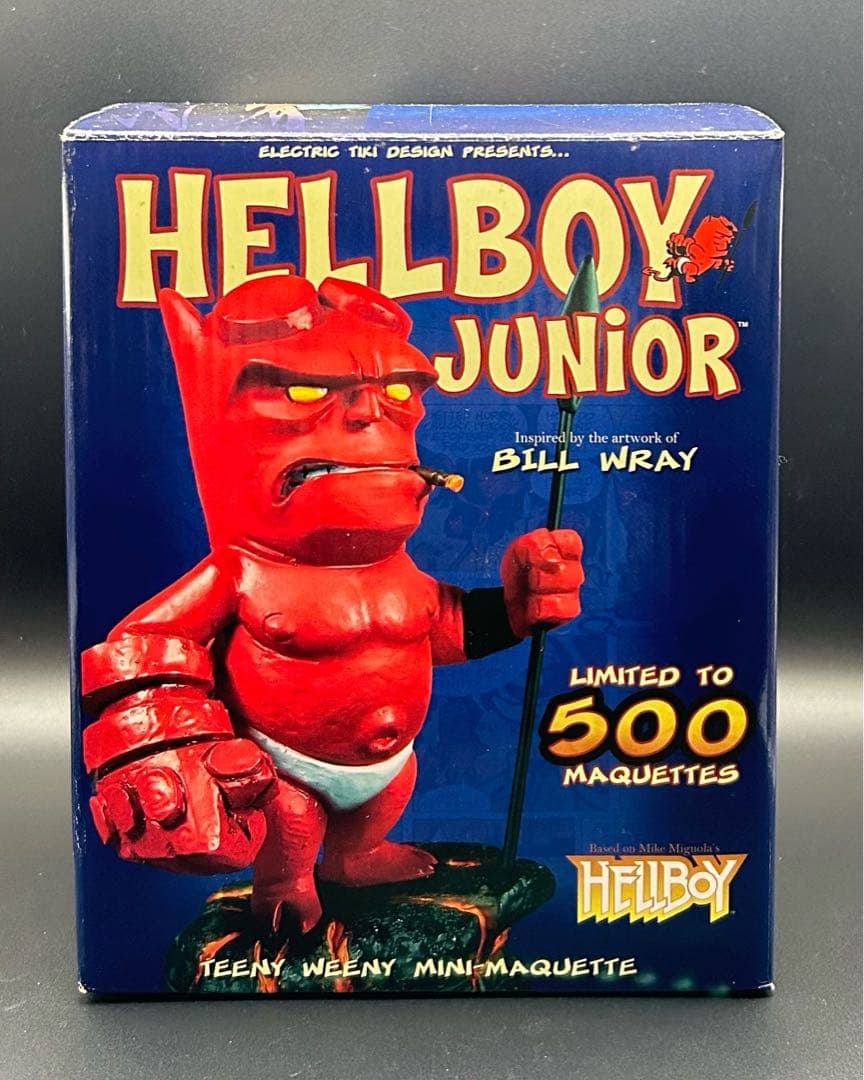 ELECTRIC TIKI DESIGN PRESENTS...
HELLBOY
JUNiOR™
Inspired by the artwork of
BILL WRAY
LIMITED TO
500
MAQUETTES
Based on Mike Mignola's
HELLBOY
TEENY WEENY MINI-MAQUETTE